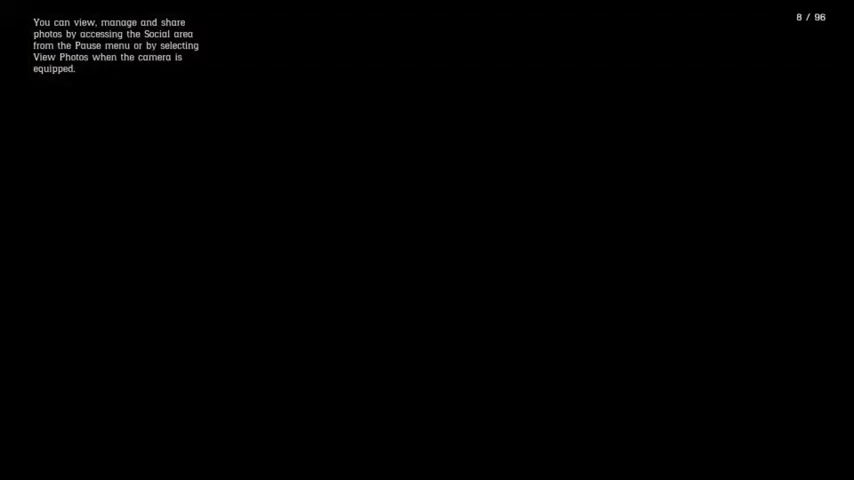 You can view, manage and share
photos by accessing the Social area
from the Pause menu or by selecting
View Photos when the camera is
equipped.
8 / 96